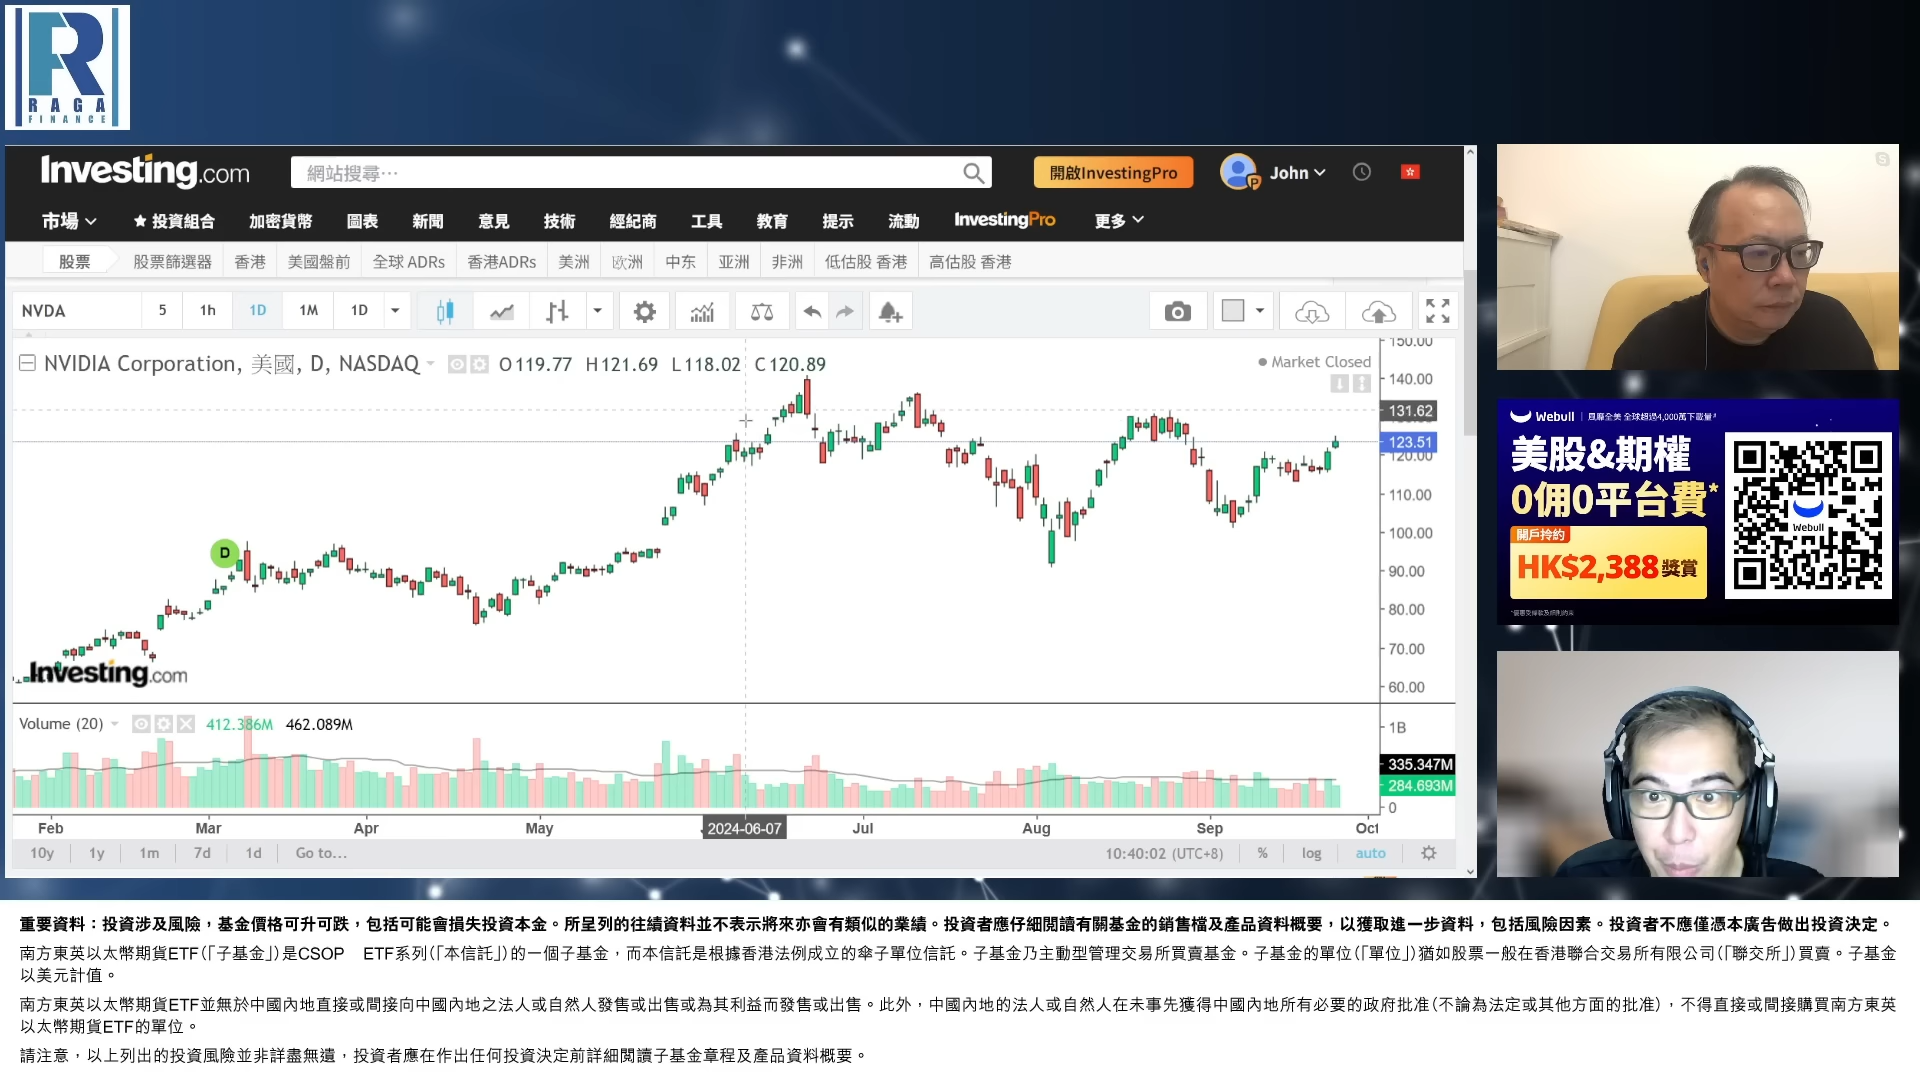 RAGA
FINANCE
Investing.com
網站搜尋…
開啟InvestingPro
John
市場
投資組合
加密貨幣
圖表
新聞
意見
技術
經紀商
工具
教育
提示
流動
InvestingPro
更多
股票
股票篩選器
香港
美國盤前
全球 ADRs
香港ADRs
美洲
欧洲
中东
亚洲
非洲
低估股 香港
高估股 香港
NVDA
5
1h
1D
1M
1D
NVIDIA Corporation, 美國, D, NASDAQ
O119.77 H121.69 L118.02 C120.89
Market Closed
150.00
140.00
131.62
123.51
120.00
110.00
100.00
90.00
80.00
70.00
60.00
D
Investing.com
Volume (20)
412.386M
462.089M
1B
335.347M
284.693M
0
Feb
Mar
Apr
May
2024-06-07
Jul
Aug
Sep
Oct
10y
1y
1m
7d
1d
Go to...
10:40:02 (UTC+8)
%
log
auto
Webull
風靡全美 全球超過4,000萬下載量
美股&期權
0佣0平台費*
開戶拎約
HK$2,388獎賞
Webull
重要資料：投資涉及風險，基金價格可升可跌，包括可能會損失投資本金。所呈列的往績資料並不表示將來亦會有類似的業績。投資者應仔細閱讀有關基金的銷售檔及產品資料概要，以獲取進一步資料，包括風險因素。投資者不應僅憑本廣告做出投資決定。
南方東英以太幣期貨ETF(「子基金」)是CSOP ETF系列(「本信託」)的一個子基金，而本信託是根據香港法例成立的傘子單位信託。子基金乃主動型管理交易所買賣基金。子基金的單位(「單位」)猶如股票一般在香港聯合交易所有限公司(「聯交所」)買賣。子基金
以美元計值。
南方東英以太幣期貨ETF並無於中國內地直接或間接向中國內地之法人或自然人發售或出售或為其利益而發售或出售。此外，中國內地的法人或自然人在未事先獲得中國內地所有必要的政府批准(不論為法定或其他方面的批准)，不得直接或間接購買南方東英
以太幣期貨ETF的單位。
請注意，以上列出的投資風險並非詳盡無遺，投資者應在作出任何投資決定前詳細閱讀子基金章程及產品資料概要。